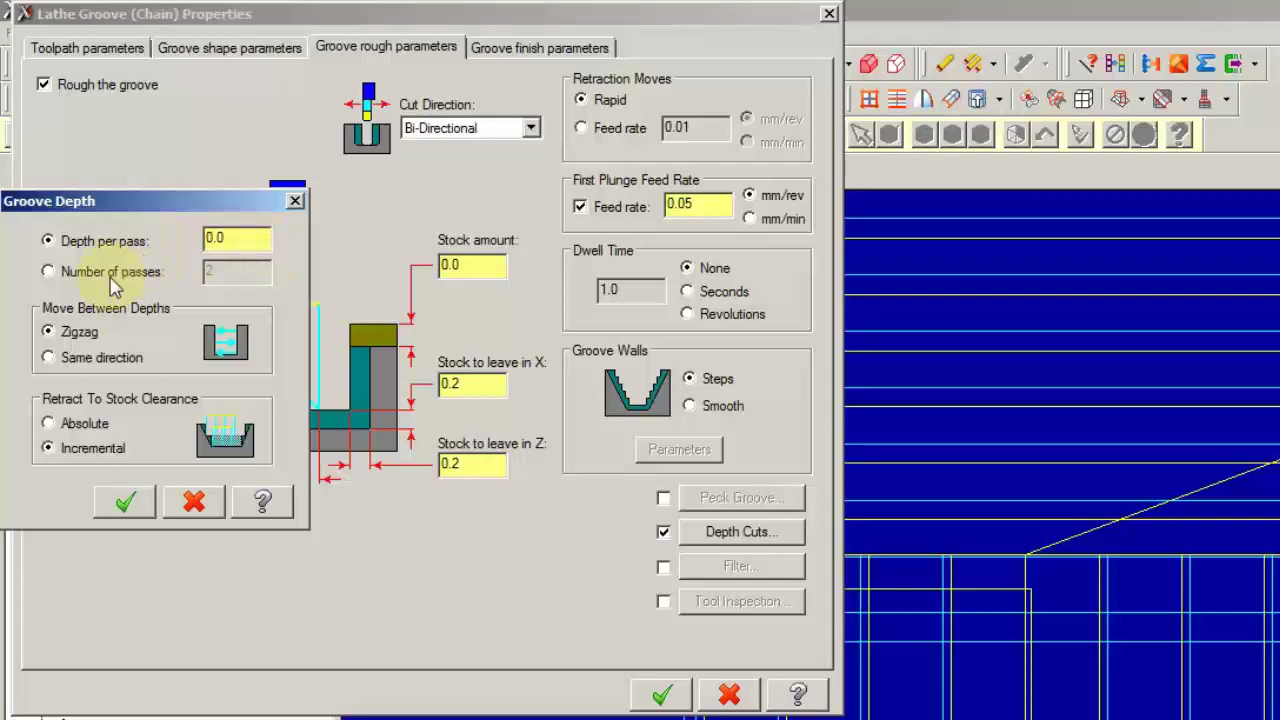 Lathe Groove (Chain) Properties
Toolpath parameters
Groove shape parameters
Groove rough parameters
Groove finish parameters
Rough the groove
Cut Direction:
Bi-Directional
Retraction Moves
Rapid
Feed rate
0.01
mm/rev
mm/min
First Plunge Feed Rate
Feed rate:
0.05
mm/rev
mm/min
Groove Depth
Depth per pass:
0.0
Number of passes:
2
Move Between Depths
Zigzag
Same direction
Retract To Stock Clearance
Absolute
Incremental
?
Stock amount:
0.0
Stock to leave in X:
0.2
Stock to leave in Z:
0.2
Dwell Time
1.0
None
Seconds
Revolutions
Groove Walls
Steps
Smooth
Parameters
Peck Groove...
Depth Cuts...
Filter...
Tool Inspection...
?
?